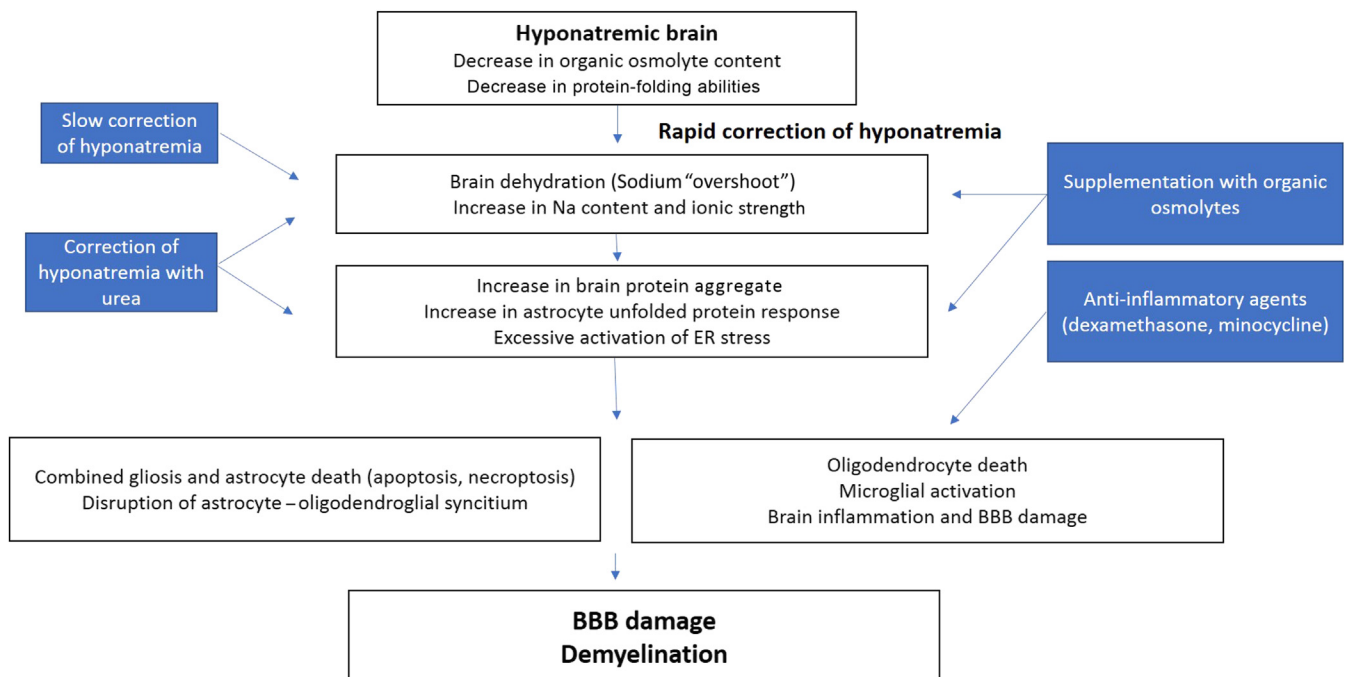 Hyponatremic brain
Decrease in organic osmolyte content
Decrease in protein-folding abilities
Slow correction
of hyponatremia
Rapid correction of hyponatremia
Brain dehydration (Sodium “overshoot”)
Increase in Na content and ionic strength
Supplementation with organic
osmolytes
Correction of
hyponatremia with
urea
Increase in brain protein aggregate
Increase in astrocyte unfolded protein response
Excessive activation of ER stress
Anti-inflammatory agents
(dexamethasone, minocycline)
Combined gliosis and astrocyte death (apoptosis, necroptosis)
Disruption of astrocyte – oligodendroglial syncitium
Oligodendrocyte death
Microglial activation
Brain inflammation and BBB damage
BBB damage
Demyelination